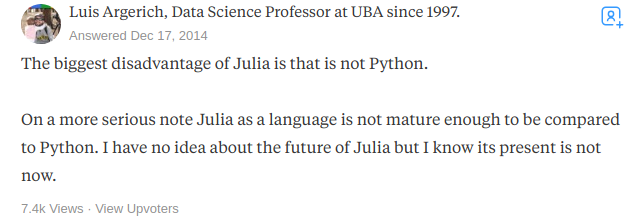 Luis Argerich, Data Science Professor at UBA since 1997.
Answered Dec 17, 2014
The biggest disadvantage of Julia is that is not Python.
On a more serious note Julia as a language is not mature enough to be compared
to Python. I have no idea about the future of Julia but I know its present is not
now.
7.4k Views · View Upvoters